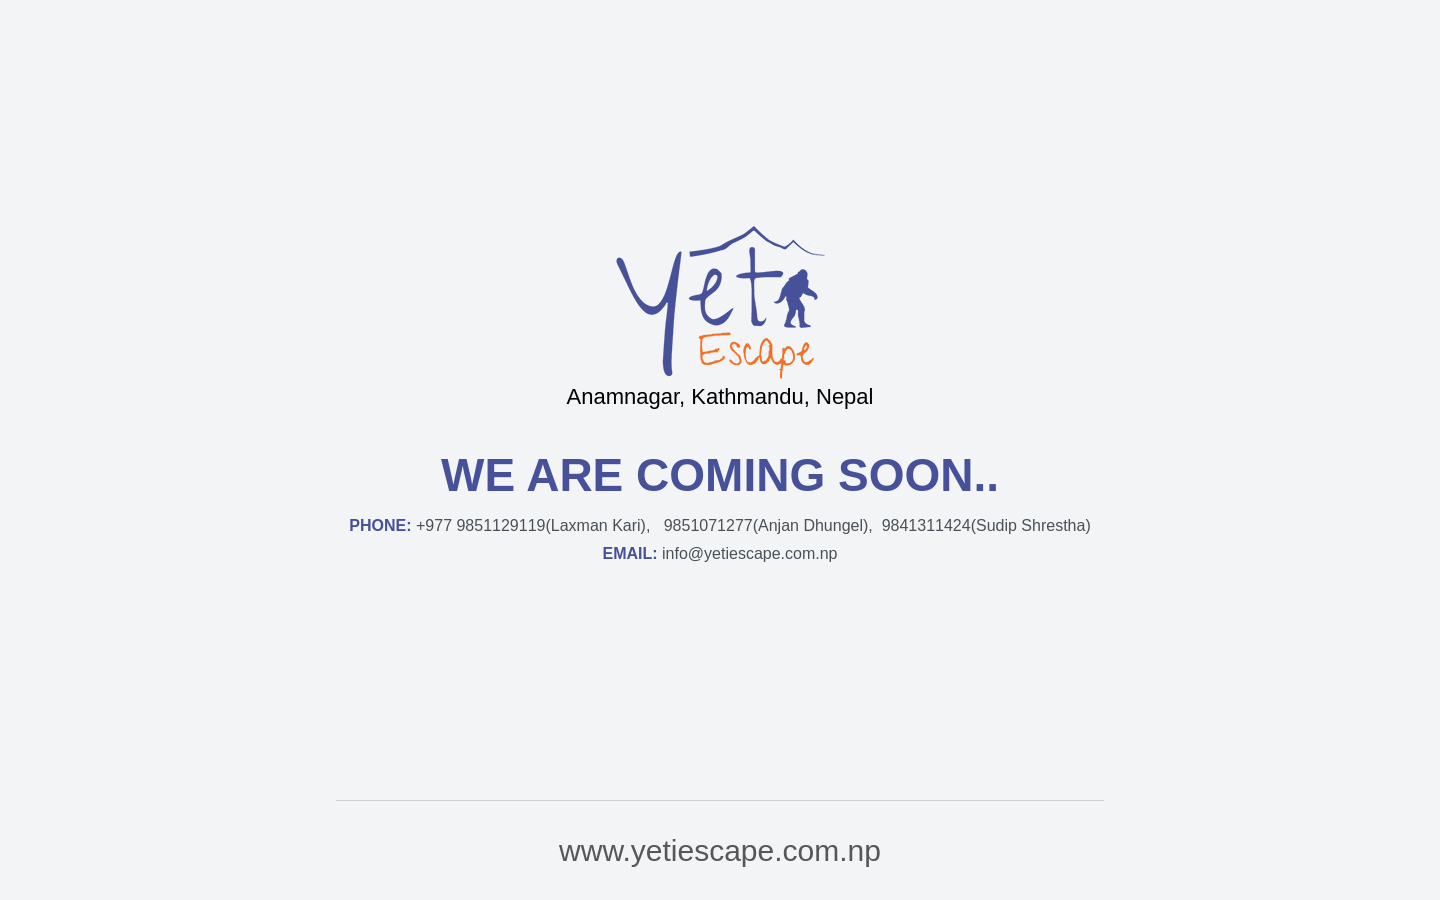 Yeti
Escape
Anamnagar, Kathmandu, Nepal
WE ARE COMING SOON..
PHONE: +977 9851129119(Laxman Kari), 9851071277(Anjan Dhungel), 9841311424(Sudip Shrestha)
EMAIL: info@yetiescape.com.np
www.yetiescape.com.np